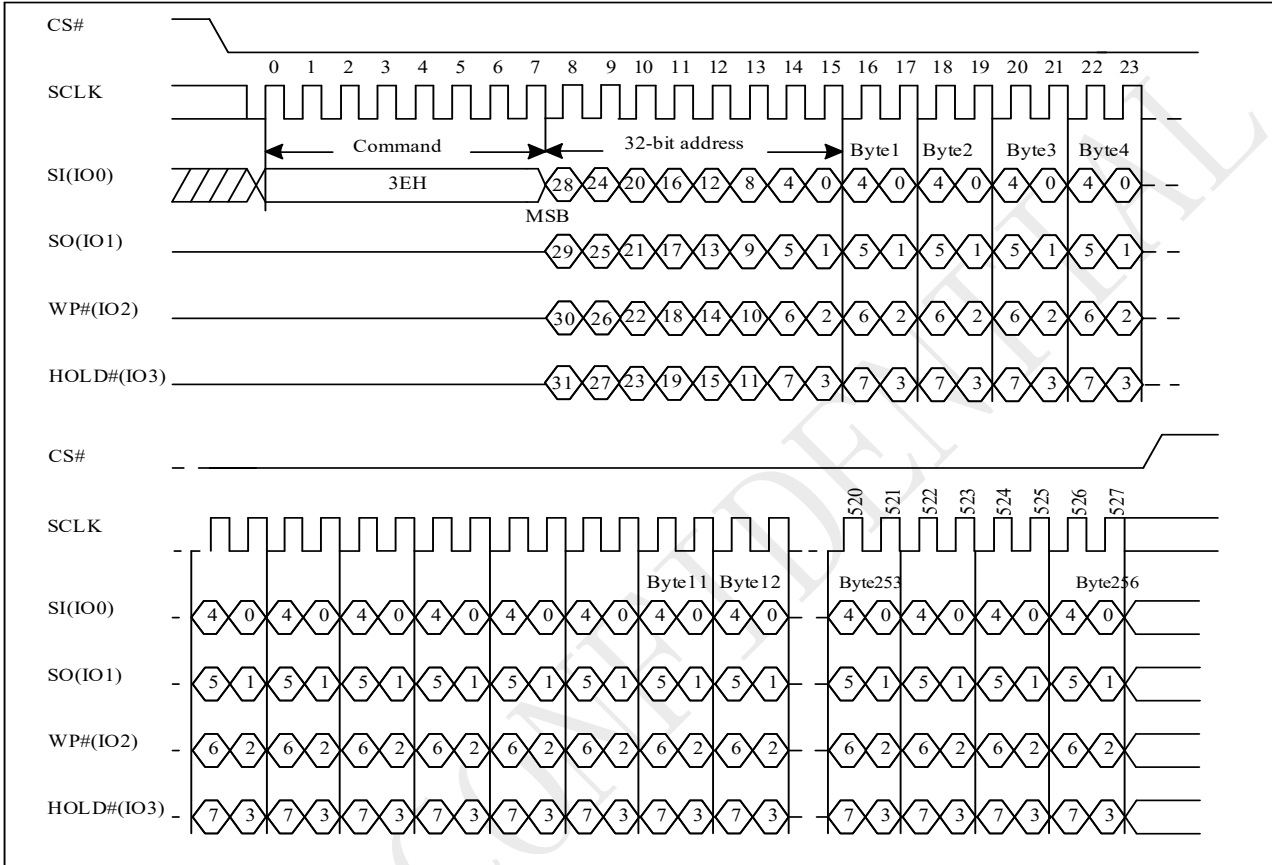 CS#
0 1 2 3 4 5 6 7 8 9 10 11 12 13 14 15 16 17 18 19 20 21 22 23
SCLK
Command 32-bit address Byte1 Byte2 Byte3 Byte4
SI(IO0) 3EH 28 24 20 16 12 8 4 0 4 0 4 0 4 0 4 0
MSB
SO(IO1) 29 25 21 17 13 9 5 1 5 1 5 1 5 1 5 1
WP#(IO2) 30 26 22 18 14 10 6 2 6 2 6 2 6 2 6 2
HOLD#(IO3) 31 27 23 19 15 11 7 3 7 3 7 3 7 3 7 3
CS#
520 521 522 523 524 525 526 527
SCLK
Byte11 Byte12 Byte253 Byte256
SI(IO0) 4 0 4 0 4 0 4 0 4 0 4 0 4 0 4 0 4 0 4 0 4 0 4 0
SO(IO1) 5 1 5 1 5 1 5 1 5 1 5 1 5 1 5 1 5 1 5 1 5 1 5 1
WP#(IO2) 6 2 6 2 6 2 6 2 6 2 6 2 6 2 6 2 6 2 6 2 6 2 6 2
HOLD#(IO3) 7 3 7 3 7 3 7 3 7 3 7 3 7 3 7 3 7 3 7 3 7 3 7 3
CONFIDENTIAL